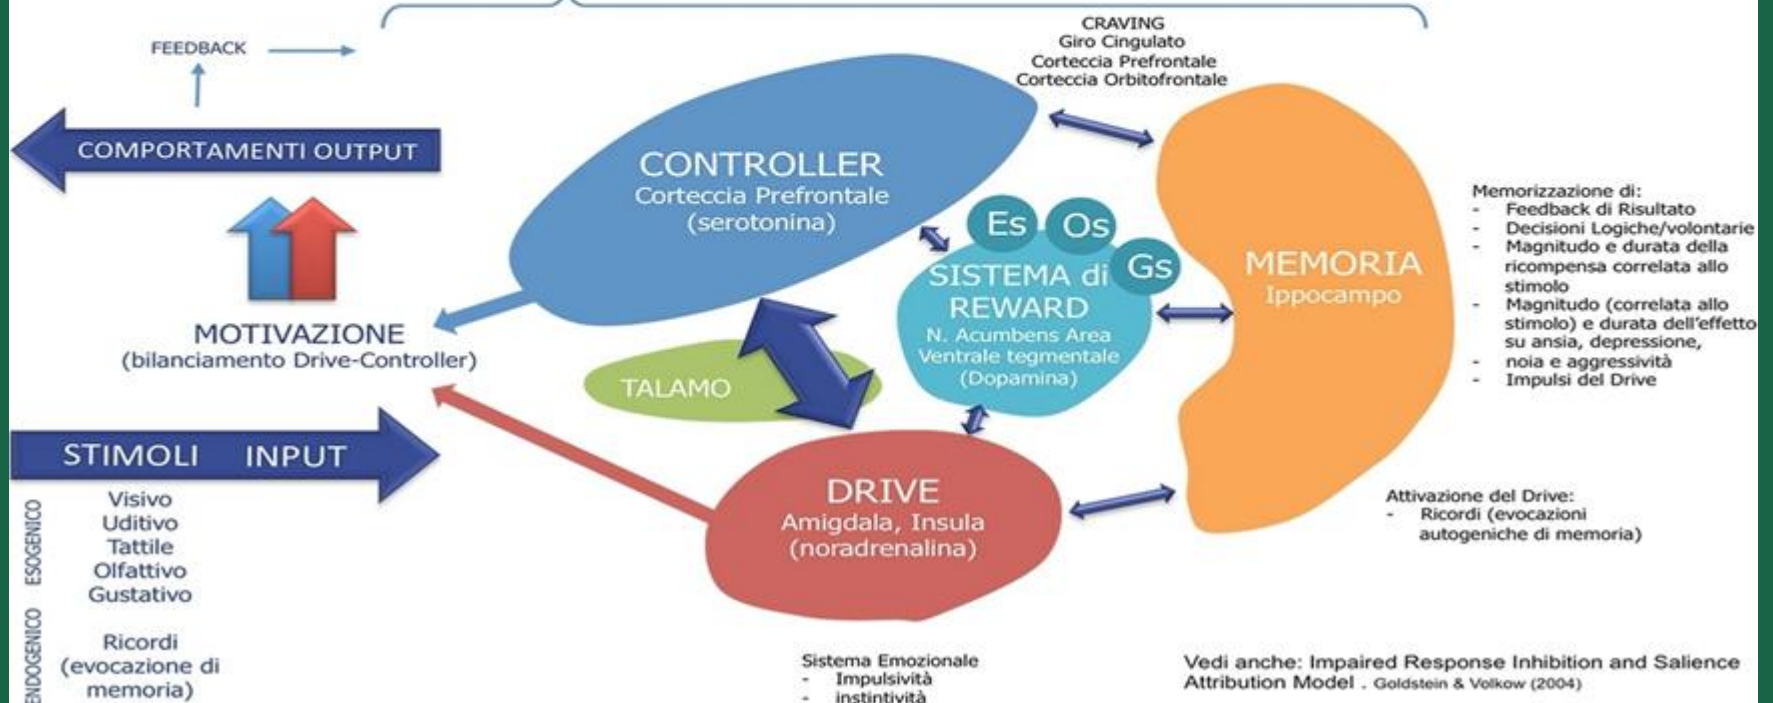 FEEDBACK
COMPORTAMENTI OUTPUT
MOTIVAZIONE
(bilanciamento Drive-Controller)
STIMOLI INPUT
ESOGENICO
Visivo
Uditivo
Tattile
Olfattivo
Gustativo
ENDOGENICO
Ricordi
(evocazione di
memoria)
CRAVING
Giro Cingulato
Corteccia Prefrontale
Corteccia Orbitofrontale
CONTROLLER
Corteccia Prefrontale
(serotonina)
Es
Os
Gs
SISTEMA di
REWARD
N. Acumbens Area
Ventrale tegmentale
(Dopamina)
TALAMO
DRIVE
Amigdala, Insula
(noradrenalina)
MEMORIA
Ippocampo
Memorizzazione di:
- Feedback di Risultato
- Decisioni Logiche/volontarie
- Magnitudo e durata della
ricompensa correlata allo
stimolo
- Magnitudo (correlata allo
stimolo) e durata dell'effetto
su ansia, depressione,
- noia e aggressività
- Impulsi del Drive
Attivazione del Drive:
- Ricordi (evocazioni
autogeniche di memoria)
Sistema Emozionale
- Impulsività
- instintività
Vedi anche: Impaired Response Inhibition and Salience
Attribution Model . Goldstein & Volkow (2004)